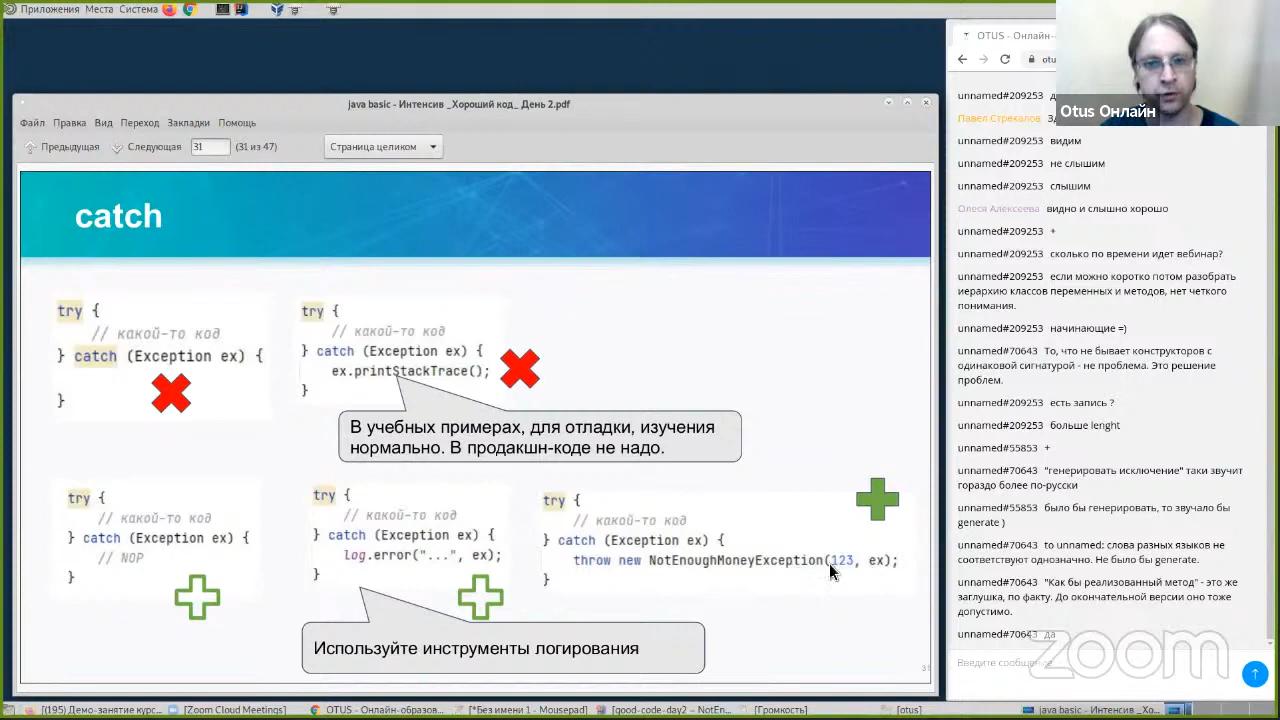 Приложения Места Система
java basic - Интенсив _Хороший код_ День 2.pdf
Файл Правка Вид Переход Закладки Помощь
Предыдущая Следующая 31 (31 из 47) Страница целиком
catch
try {
// какой-то код
} catch (Exception ex) {
}
try {
// какой-то код
} catch (Exception ex) {
ex.printStackTrace();
}
В учебных примерах, для отладки, изучения
нормально. В продакшн-коде не надо.
try {
// какой-то код
} catch (Exception ex) {
// NOP
}
try {
// какой-то код
} catch (Exception ex) {
log.error("...", ex);
}
try {
// какой-то код
} catch (Exception ex) {
throw new NotEnoughMoneyException(123, ex);
}
Используйте инструменты логирования
31
OTUS - Онлайн-
otu
Otus Онлайн
unnamed#209253 д
Павел Стрекалов Зд
unnamed#209253 видим
unnamed#209253 не слышим
unnamed#209253 слышим
Олеся Алексеева видно и слышно хорошо
unnamed#209253 +
unnamed#209253 сколько по времени идет вебинар?
unnamed#209253 если можно коротко потом разобрать
иерархию классов переменных и методов, нет четкого
понимания.
unnamed#209253 начинающие =)
unnamed#70643 То, что не бывает конструкторов с
одинаковой сигнатурой - не проблема. Это решение
проблем.
unnamed#209253 есть запись ?
unnamed#209253 больше lenght
unnamed#55853 +
unnamed#70643 "генерировать исключение" таки звучит
гораздо более по-русски
unnamed#55853 было бы генерировать, то звучало бы
generate )
unnamed#70643 to unnamed: слова разных языков не
соответствуют однозначно. Не было бы generate.
unnamed#70643 "Как бы реализованный метод" - это же
заглушка, по факту. До окончательной версии оно тоже
допустимо.
unnamed#70643 да
Введите сообщение
zoom
[(195) Демо-занятие курс... [Zoom Cloud Meetings] OTUS - Онлайн-образов... [*Без имени 1 - Mousepad] [good-code-day2 – NotEn... [Громкость] [otus] java basic - Интенсив _Хо...